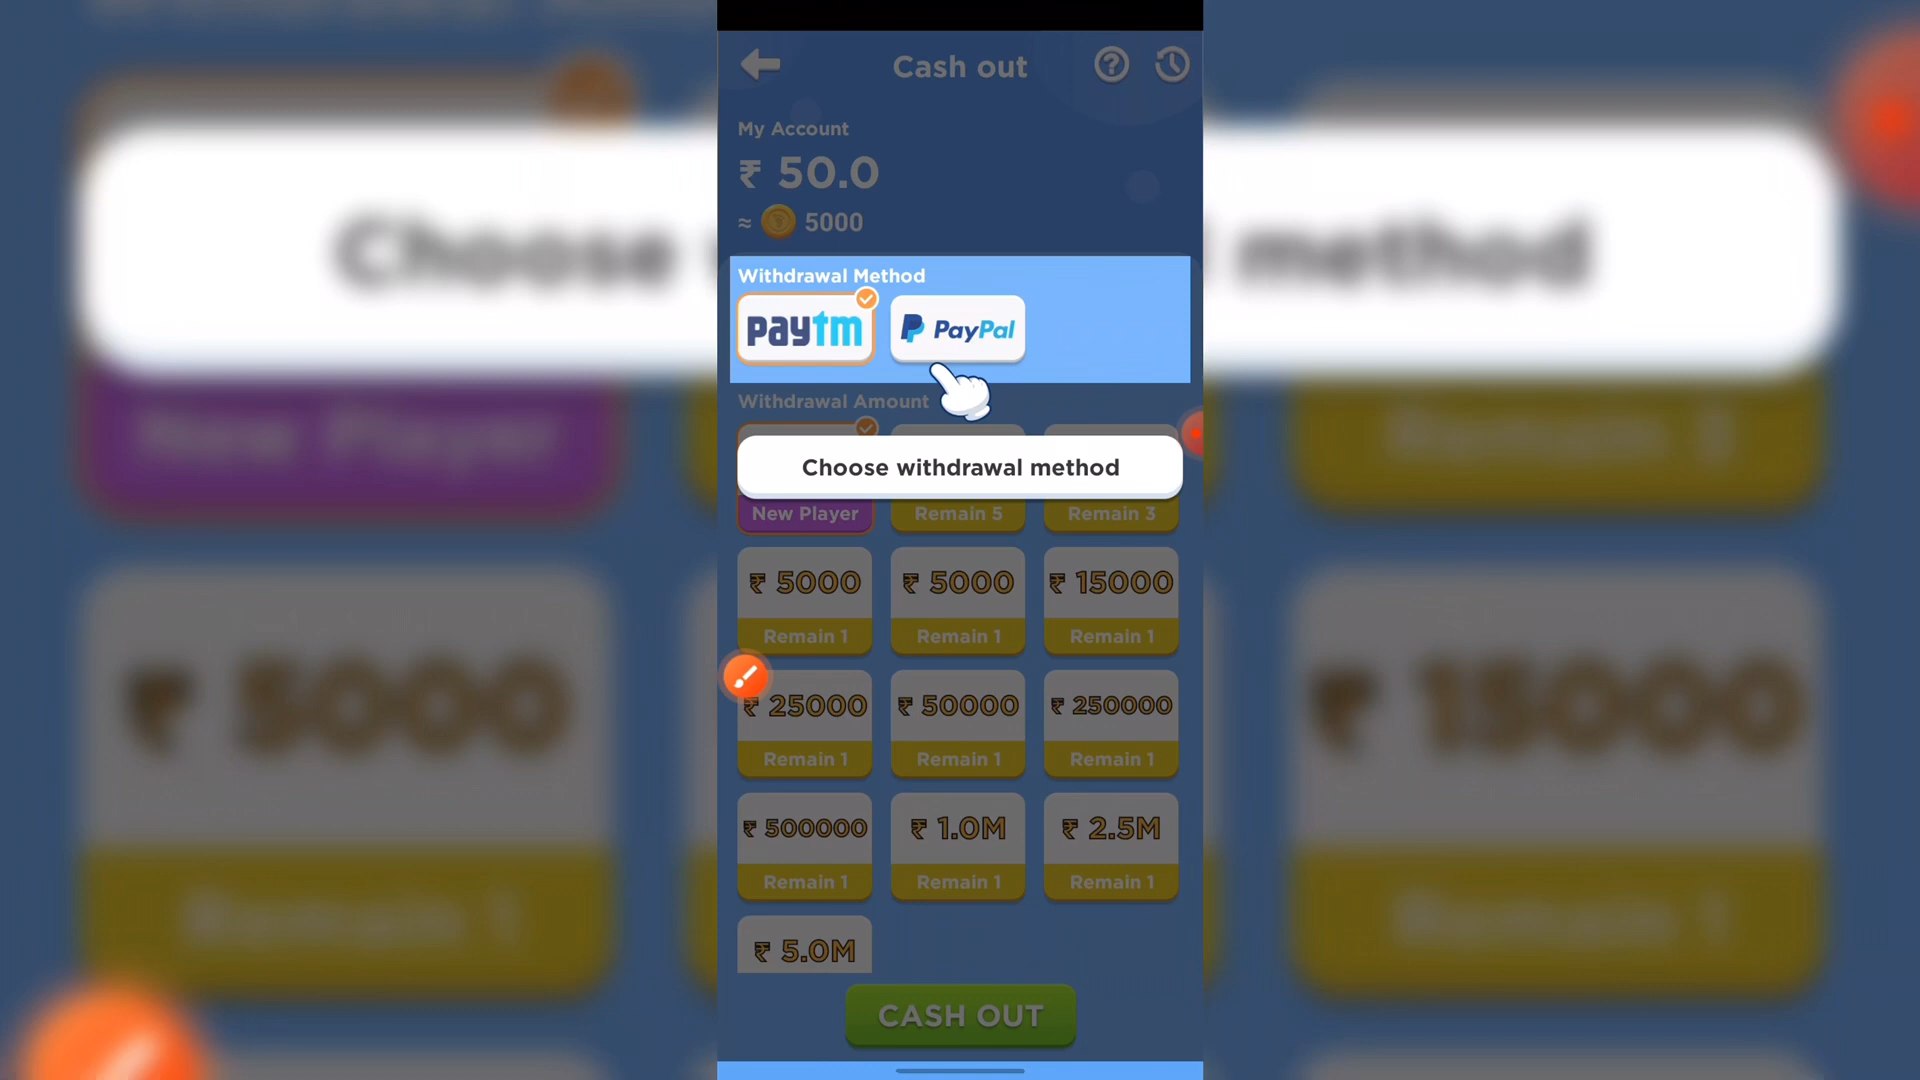 Cash out
My Account
₹ 50.0
≈ 5000
Withdrawal Method
paytm PayPal
Withdrawal Amount
Choose withdrawal method
New Player Remain 5 Remain 3
₹ 5000 ₹ 5000 ₹ 15000
Remain 1 Remain 1 Remain 1
₹ 25000 ₹ 50000 ₹ 250000
Remain 1 Remain 1 Remain 1
₹ 500000 ₹ 1.0M ₹ 2.5M
Remain 1 Remain 1 Remain 1
₹ 5.0M
CASH OUT